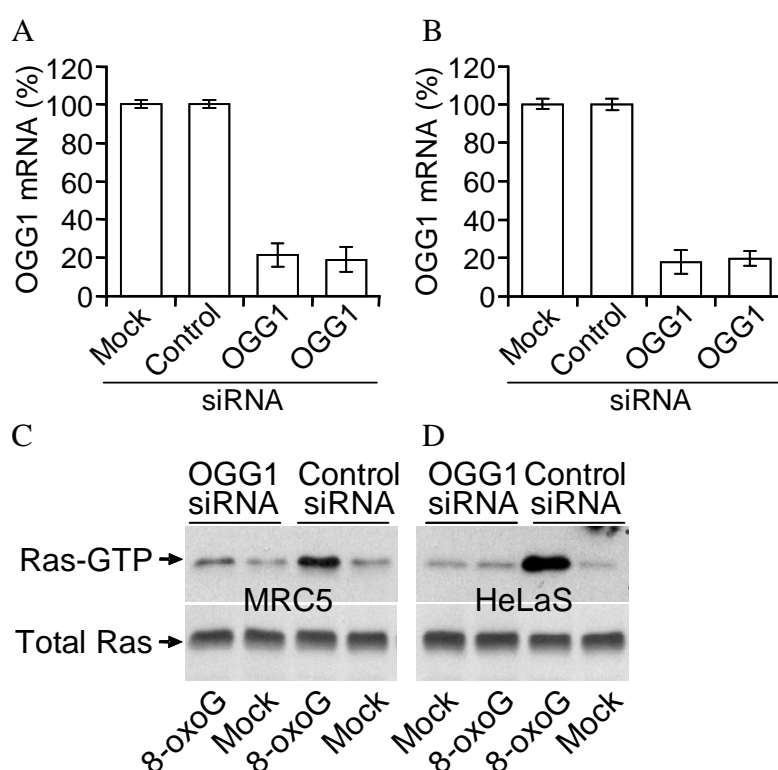 A
OGG1 mRNA (%)
120
100
80
60
40
20
0
Mock
Control
OGG1
OGG1
siRNA
B
OGG1 mRNA (%)
120
100
80
60
40
20
0
Mock
Control
OGG1
OGG1
siRNA
C
OGG1
siRNA
Control
siRNA
Ras-GTP
MRC5
Total Ras
8-oxoG
Mock
8-oxoG
Mock
D
OGG1
siRNA
Control
siRNA
HeLaS
Mock
8-oxoG
8-oxoG
Mock